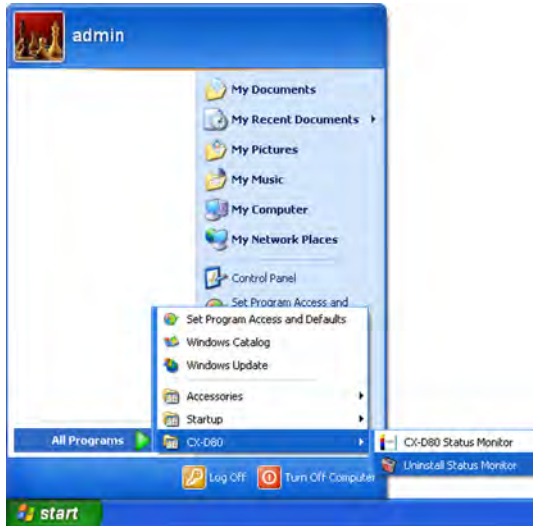 admin
My Documents
My Recent Documents
My Pictures
My Music
My Computer
My Network Places
Control Panel
Set Program Access and
Set Program Access and Defaults
Windows Catalog
Windows Update
Accessories
Startup
CX-D80
All Programs
CX-D80 Status Monitor
Uninstall Status Monitor
Log Off
Turn Off Computer
start